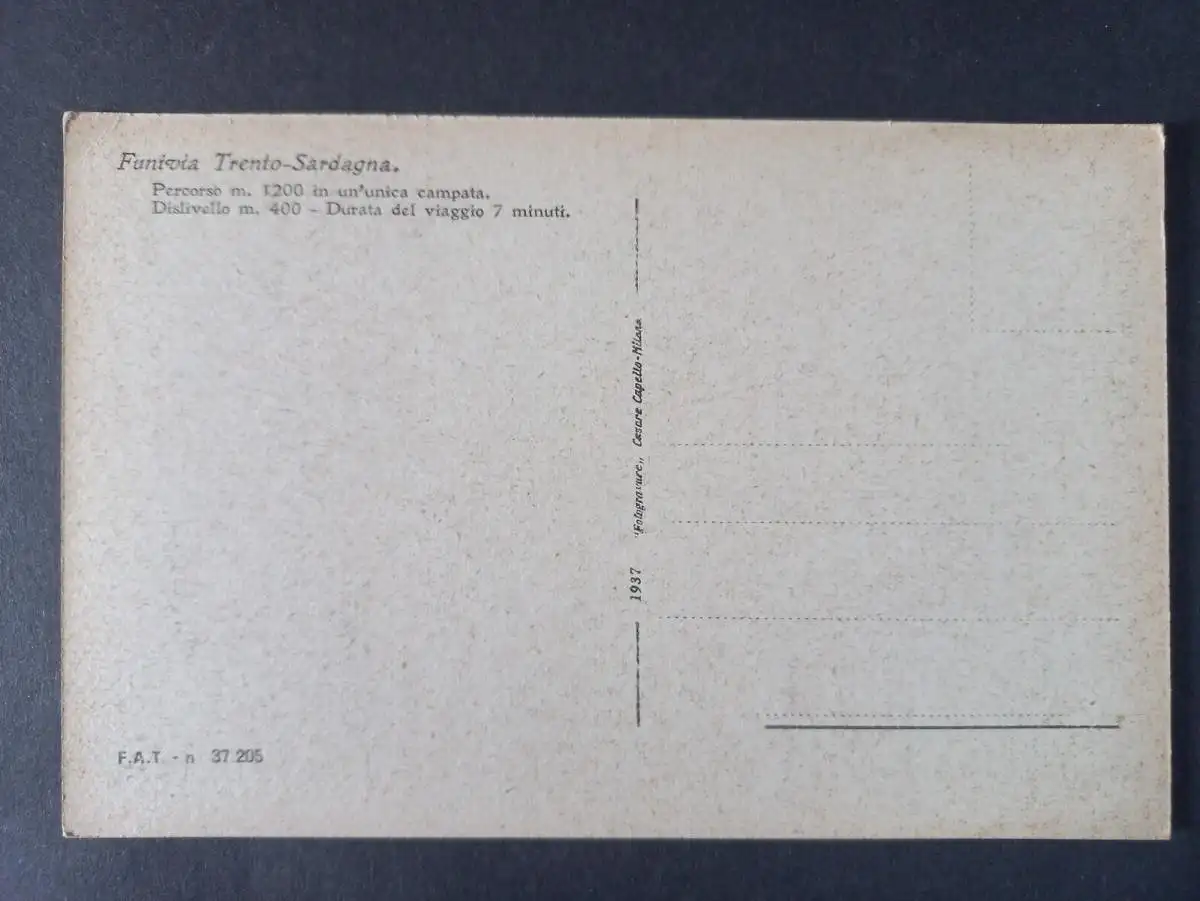 Funivia Trento-Sardagna.
Percorso m. 1200 in un'unica campata.
Dislivello m. 400 - Durata del viaggio 7 minuti.
1937 "Fotogravure" Cesare Capello-Milano
F.A.T. - n 37.205